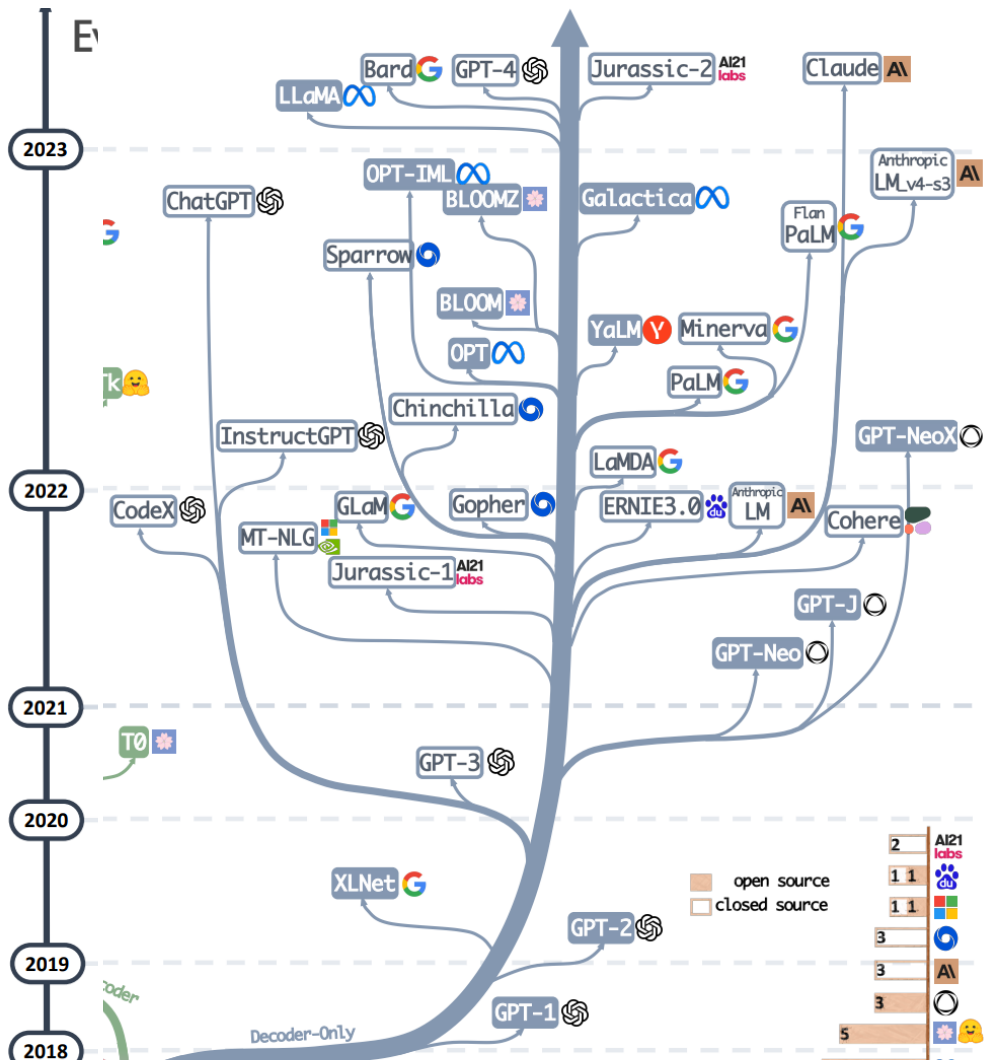 Ev
Bard
GPT-4
Jurassic-2
AI21
labs
Claude
A\
LLaMA
2023
OPT-IML
Anthropic
LM_v4-s3
A\
ChatGPT
BLOOMZ
Galactica
Flan
PaLM
Sparrow
BLOOM
YaLM
Y
Minerva
OPT
Tk
PaLM
Chinchilla
InstructGPT
GPT-NeoX
LaMDA
2022
CodeX
GLaM
Gopher
ERNIE3.0
du
Anthropic
LM
A\
Cohere
MT-NLG
Jurassic-1
AI21
labs
GPT-J
GPT-Neo
2021
T0
GPT-3
2020
2
AI21
labs
XLNet
open source
1 1
du
closed source
1 1
GPT-2
3
2019
3
A\
coder
3
GPT-1
Decoder-Only
5
2018